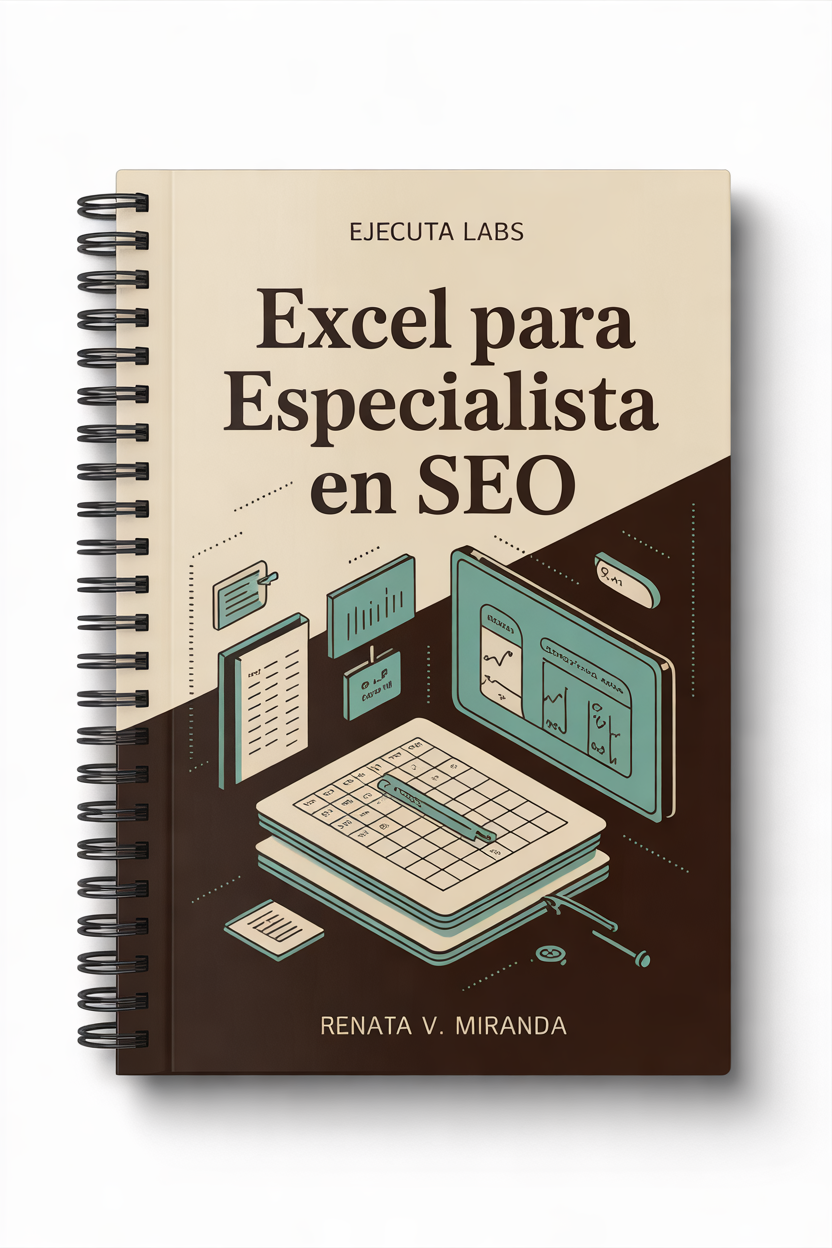 EJECUTA LABS
Excel para
Especialista
en SEO
RENATA V. MIRANDA